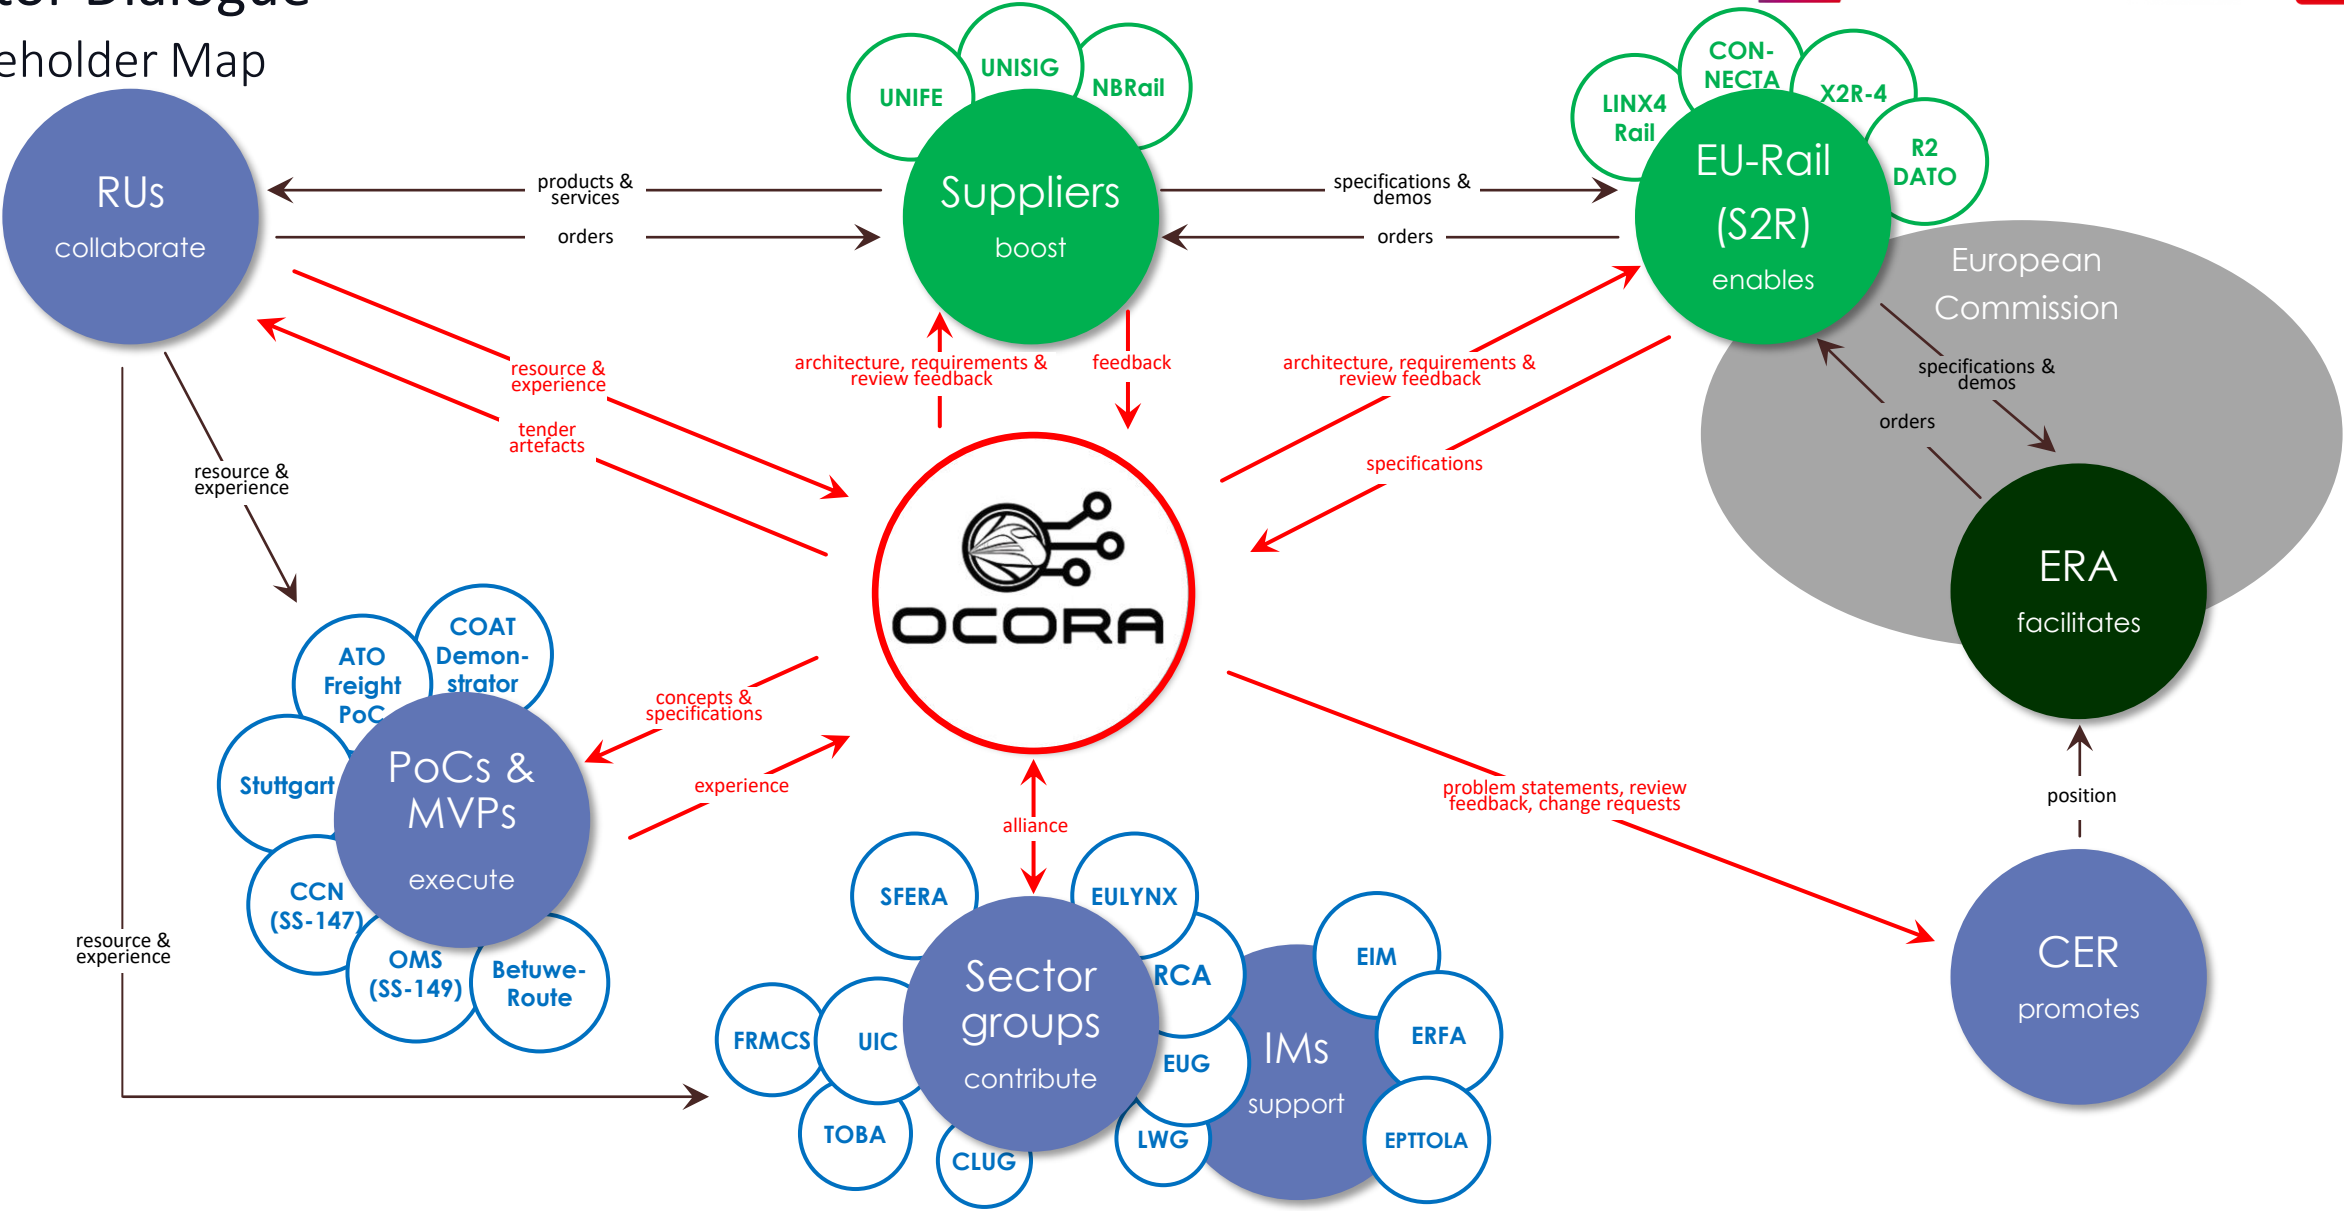 tor Dialogue
eholder Map
RUs
collaborate
UNIFE
UNISIG
NBRail
Suppliers
boost
LINX4
Rail
CON-
NECTA
X2R-4
R2
DATO
EU-Rail
(S2R)
enables
European
Commission
products &
services
orders
specifications &
demos
orders
resource &
experience
tender
artefacts
architecture, requirements &
review feedback
feedback
architecture, requirements &
review feedback
specifications
specifications &
demos
orders
resource &
experience
OCORA
ERA
facilitates
ATO
Freight
PoC
COAT
Demon-
strator
Stuttgart
CCN
(SS-147)
OMS
(SS-149)
Betuwe-
Route
PoCs &
MVPs
execute
concepts &
specifications
experience
alliance
problem statements, review
feedback, change requests
position
resource &
experience
SFERA
EULYNX
RCA
EUG
LWG
CLUG
TOBA
UIC
FRMCS
Sector
groups
contribute
IMs
support
EIM
ERFA
EPTTOLA
CER
promotes